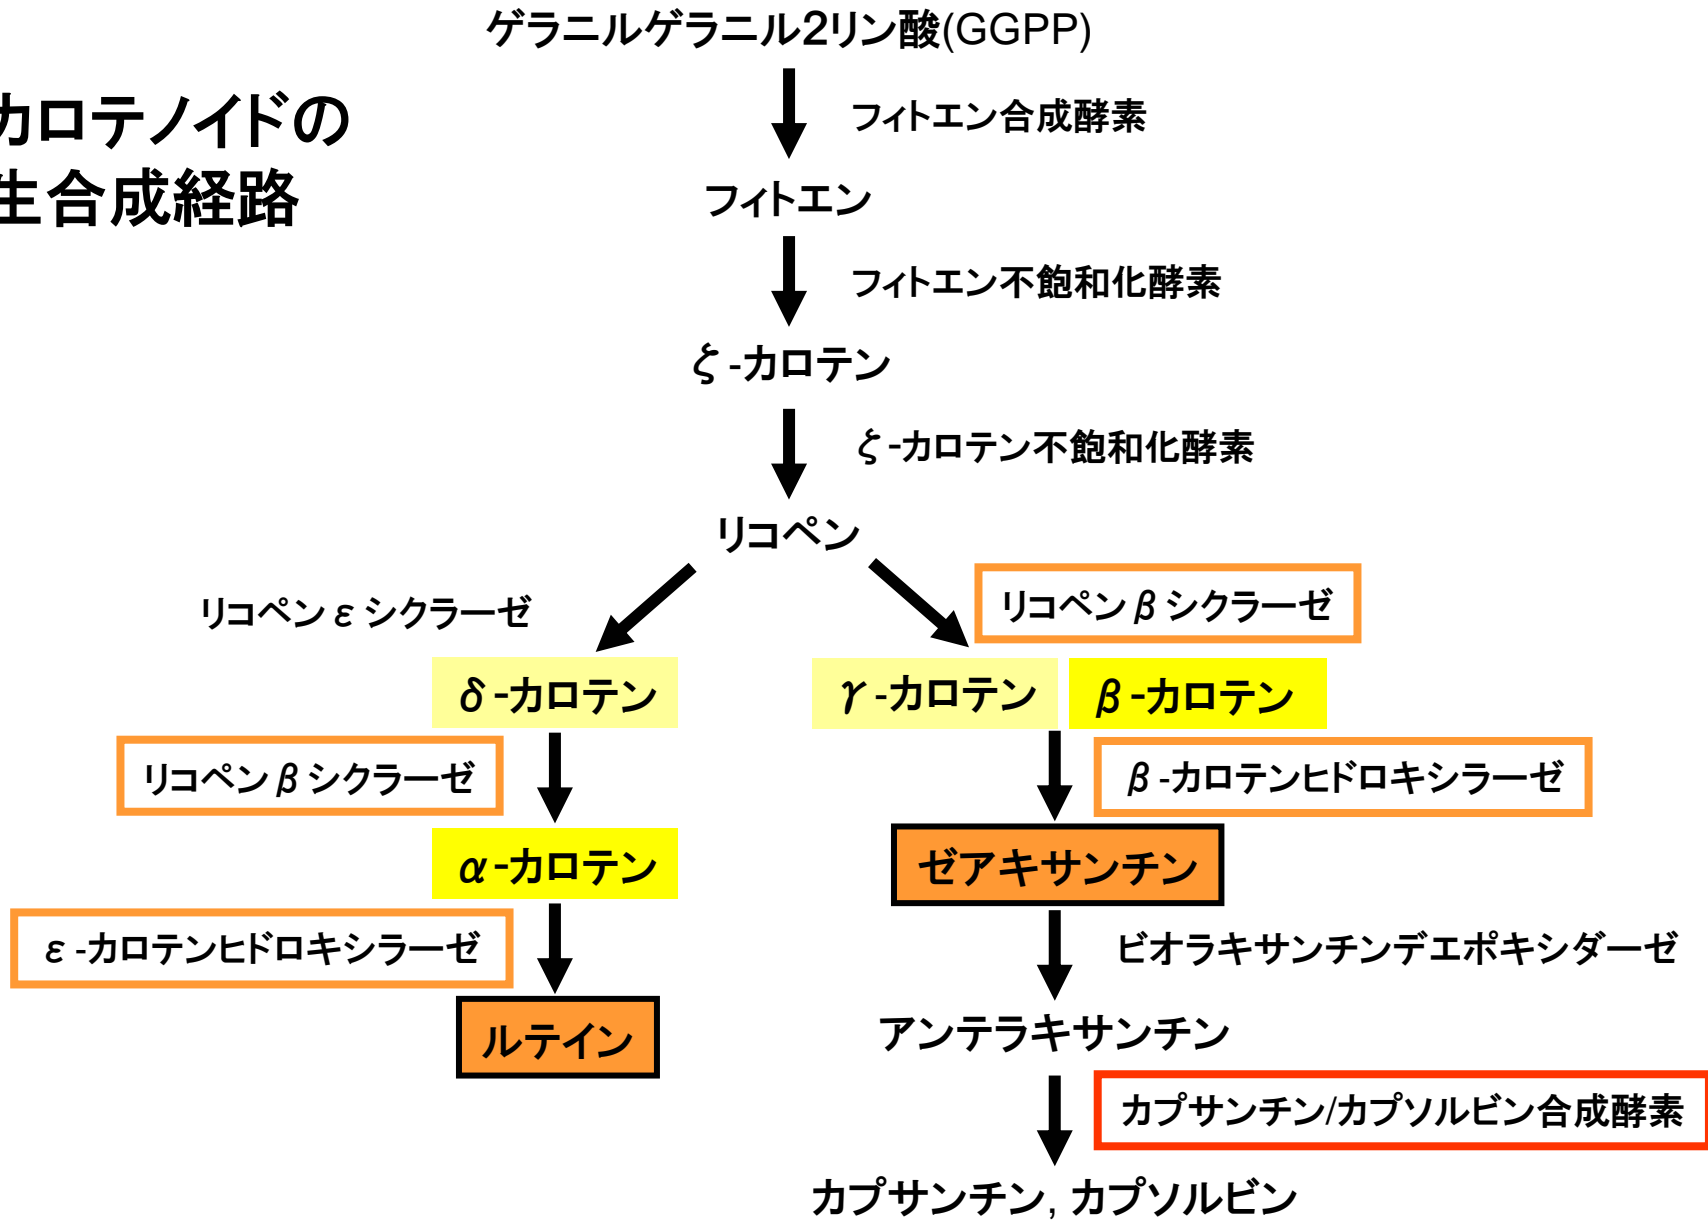 ゲラニルゲラニル2リン酸(GGPP)
カロテノイドの
生合成経路
フィトエン合成酵素
フィトエン
フィトエン不飽和化酵素
ζ-カロテン
ζ-カロテン不飽和化酵素
リコペン
リコペンεシクラーゼ
リコペンβシクラーゼ
δ-カロテン
γ-カロテン
β-カロテン
リコペンβシクラーゼ
β-カロテンヒドロキシラーゼ
α-カロテン
ゼアキサンチン
ε-カロテンヒドロキシラーゼ
ビオラキサンチンデエポキシダーゼ
ルテイン
アンテラキサンチン
カプサンチン/カプソルビン合成酵素
カプサンチン, カプソルビン